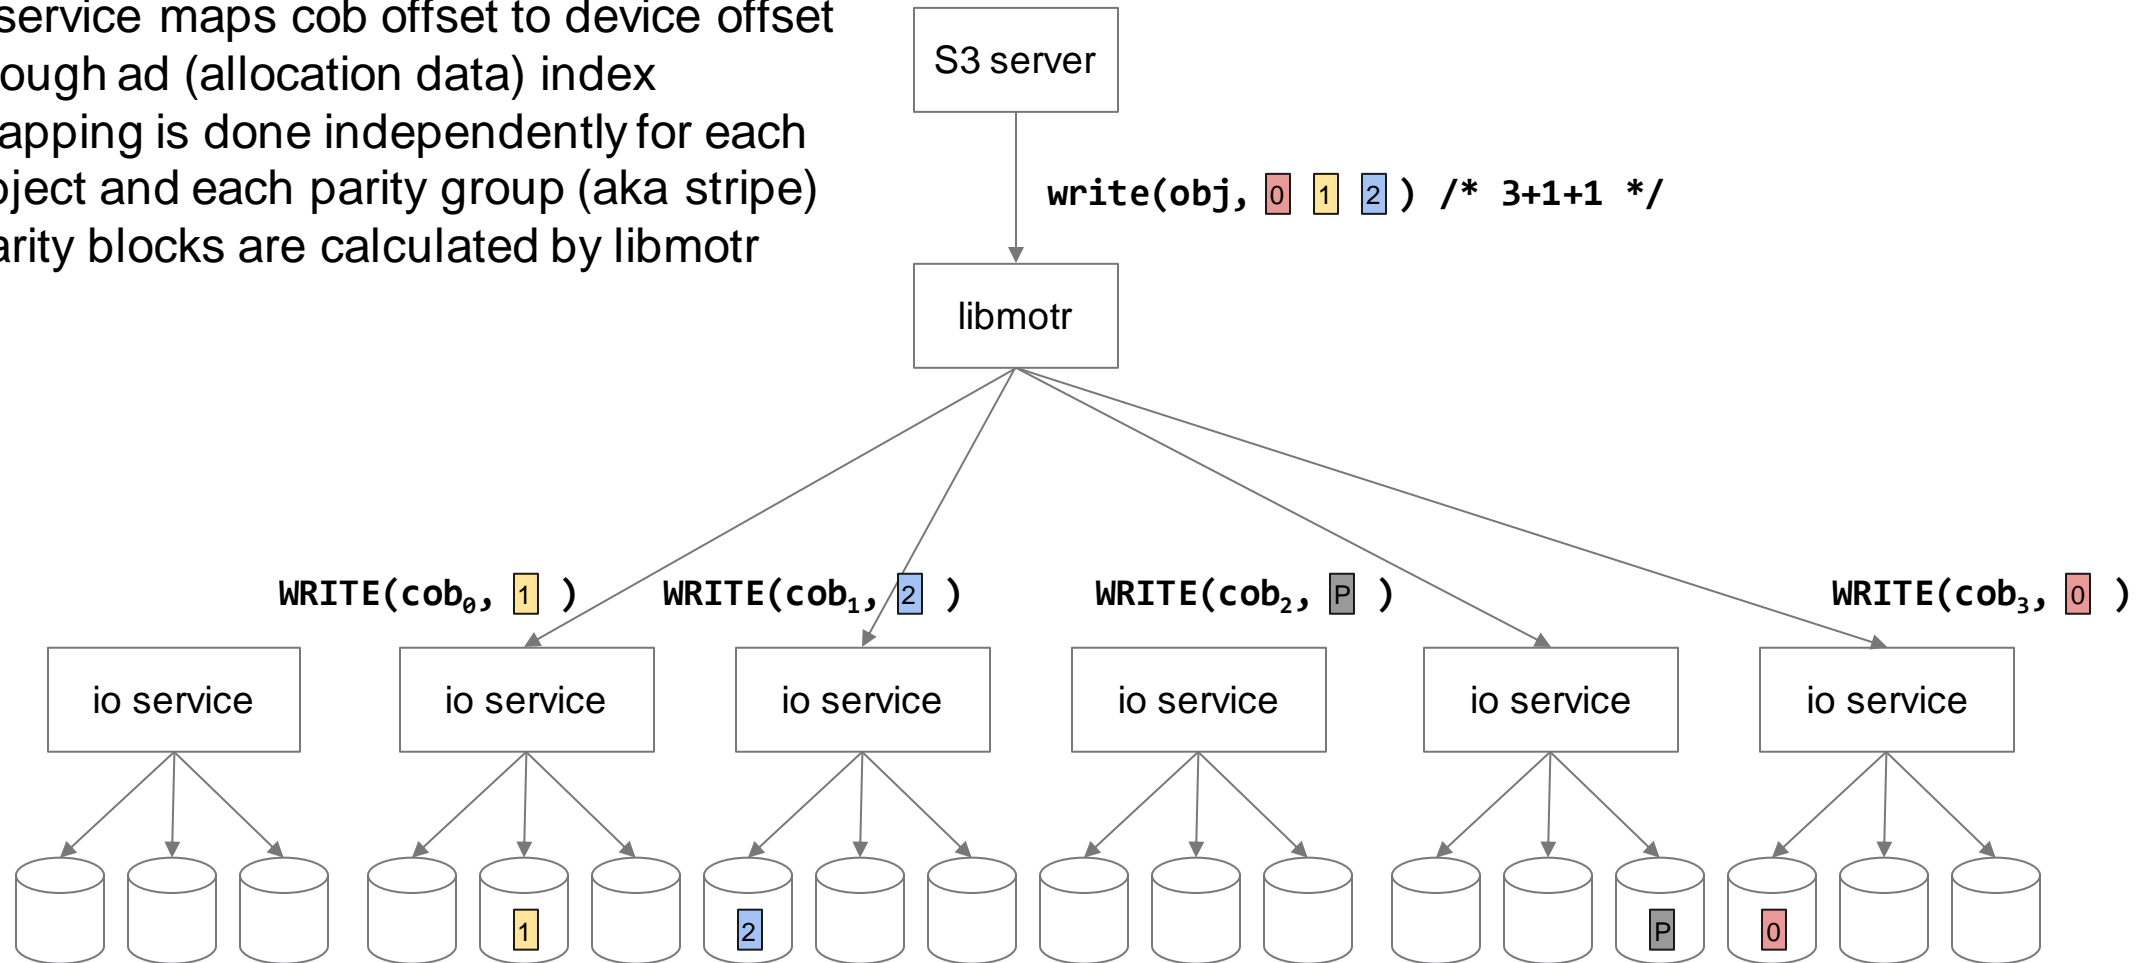 service maps cob offset to device offset
ough ad (allocation data) index
apping is done independently for each
ject and each parity group (aka stripe)
arity blocks are calculated by libmotr
S3 server
write(obj, 0 1 2 ) /* 3+1+1 */
libmotr
WRITE(cob₀, 1 )
WRITE(cob₁, 2 )
WRITE(cob₂, P )
WRITE(cob₃, 0 )
io service
io service
io service
io service
io service
io service
1
2
P
0